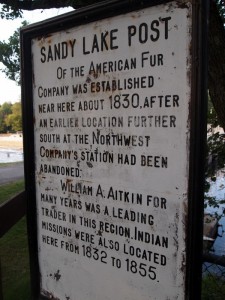 SANDY LAKE POST
OF THE AMERICAN FUR
COMPANY WAS ESTABLISHED
NEAR HERE ABOUT 1830, AFTER
AN EARLIER LOCATION FURTHER
SOUTH AT THE NORTHWEST
COMPANY'S STATION HAD BEEN
ABANDONED.
WILLIAM A. AITKIN FOR
MANY YEARS WAS A LEADING
TRADER IN THIS REGION. INDIAN
MISSIONS WERE ALSO LOCATED
HERE FROM 1832 TO 1855.